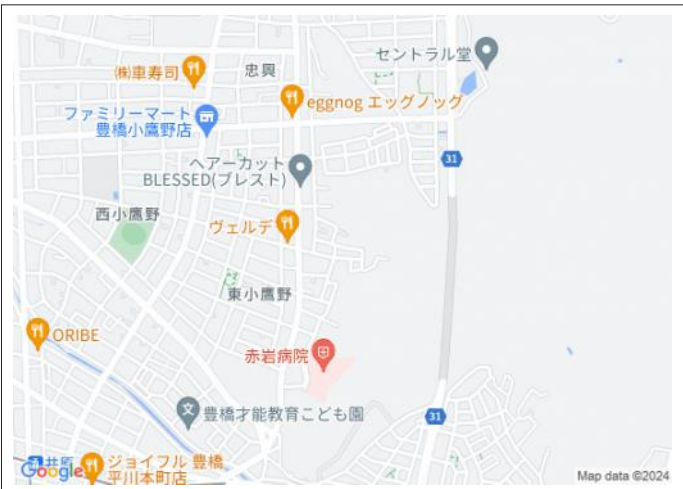 セントラル堂
㈱車寿司
忠興
eggnog エッグノッグ
ファミリーマート
豊橋小鷹野店
31
ヘアーカット
BLESSED(ブレスト)
西小鷹野
ヴェルデ
東小鷹野
ORIBE
赤岩病院
豊橋才能教育こども園
31
井原
ジョイフル 豊橋
平川本町店
Google
Map data ©2024